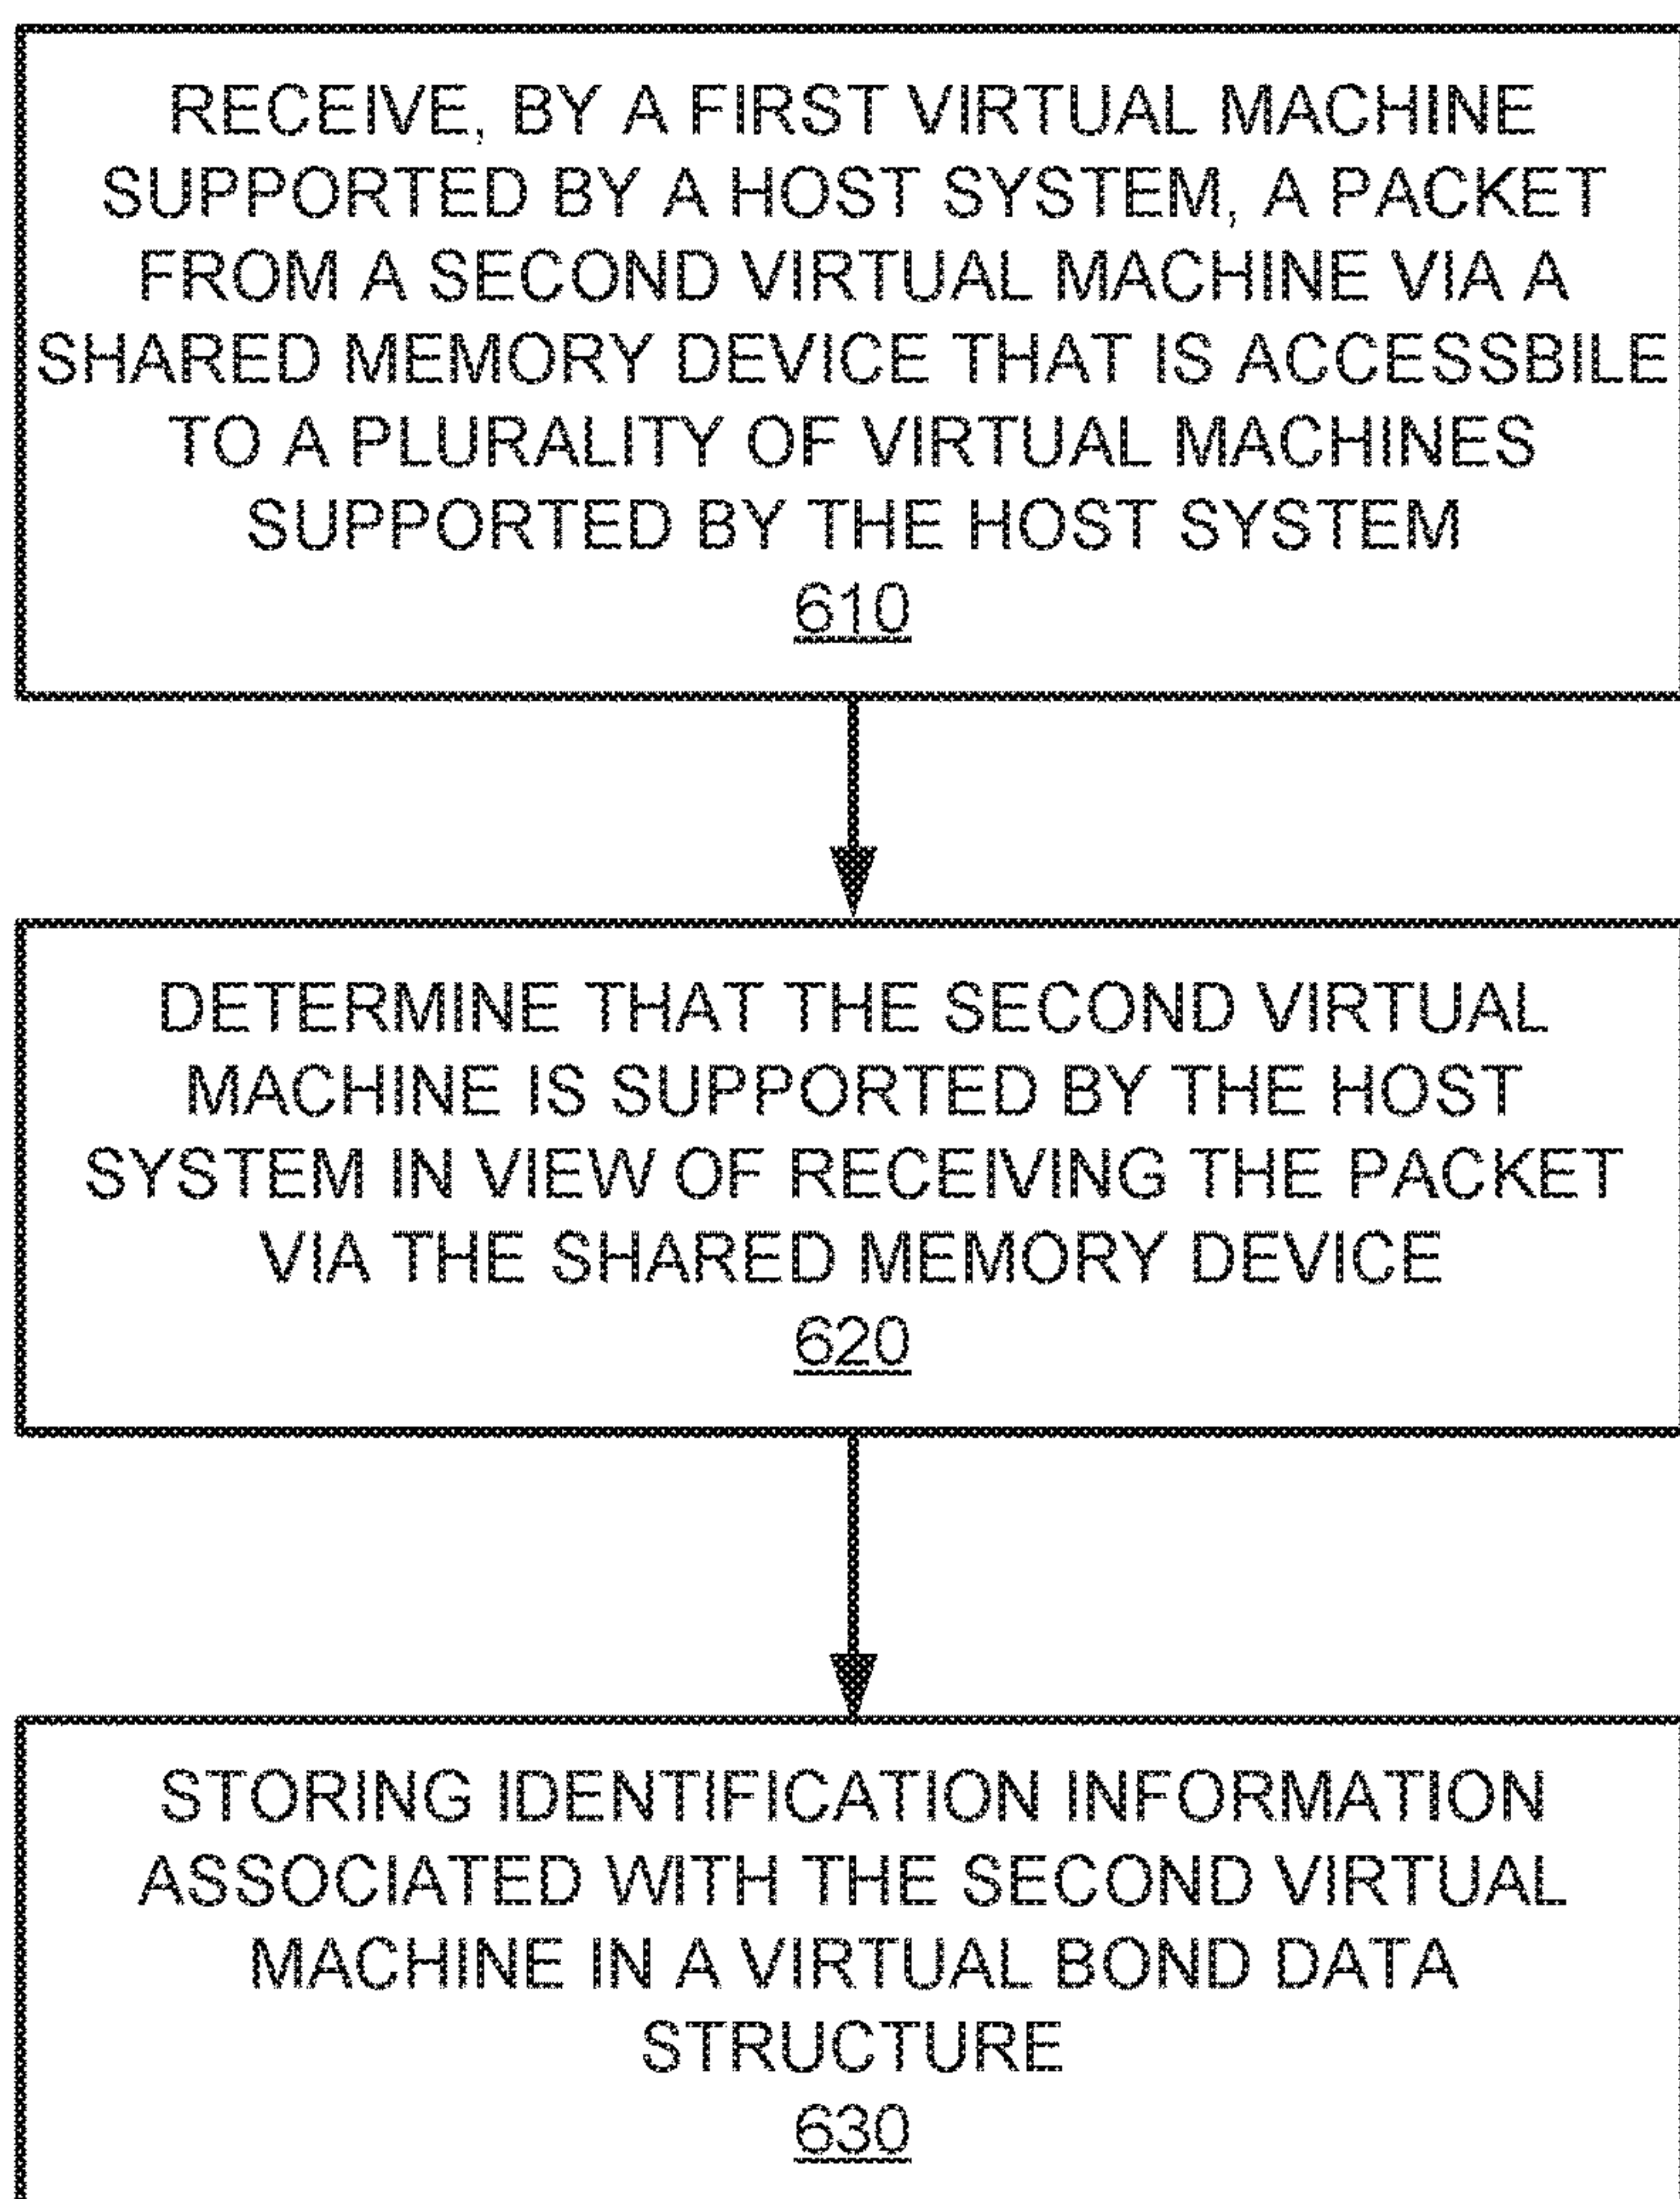 RECEIVE, BY A FIRST VIRTUAL MACHINE
SUPPORTED BY A HOST SYSTEM, A PACKET
FROM A SECOND VIRTUAL MACHINE VIA A
SHARED MEMORY DEVICE THAT IS ACCESSBILE
TO A PLURALITY OF VIRTUAL MACHINES
SUPPORTED BY THE HOST SYSTEM
610
DETERMINE THAT THE SECOND VIRTUAL
MACHINE IS SUPPORTED BY THE HOST
SYSTEM IN VIEW OF RECEIVING THE PACKET
VIA THE SHARED MEMORY DEVICE
620
STORING IDENTIFICATION INFORMATION
ASSOCIATED WITH THE SECOND VIRTUAL
MACHINE IN A VIRTUAL BOND DATA
STRUCTURE
630